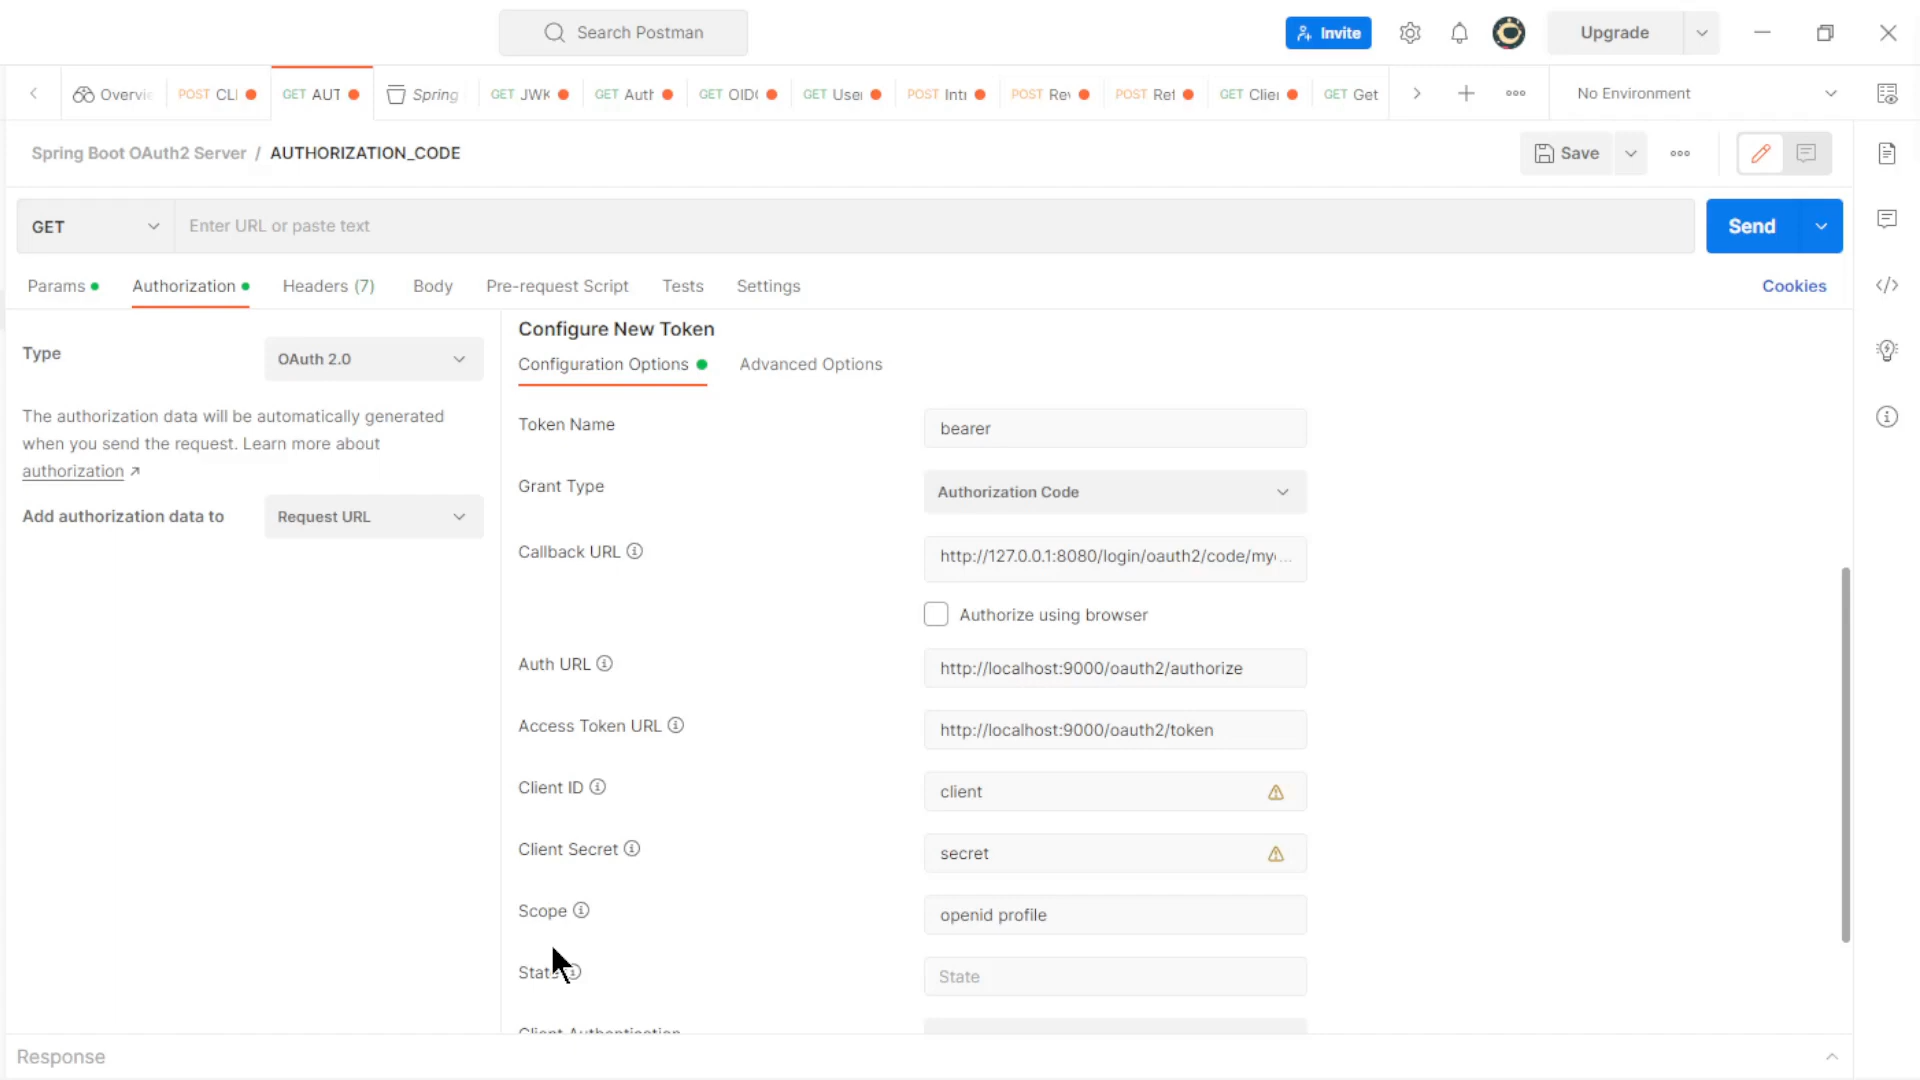 Search Postman
Invite
Upgrade
Overvie
POST CLI
GET AUT
Spring
GET JWK
GET Auth
GET OID
GET User
POST Intr
POST Rev
POST Ref
GET Clien
GET Get
No Environment
Spring Boot OAuth2 Server / AUTHORIZATION_CODE
Save
GET
Enter URL or paste text
Send
Params
Authorization
Headers (7)
Body
Pre-request Script
Tests
Settings
Cookies
Type
OAuth 2.0
The authorization data will be automatically generated
when you send the request. Learn more about
authorization ↗
Add authorization data to
Request URL
Configure New Token
Configuration Options
Advanced Options
Token Name
bearer
Grant Type
Authorization Code
Callback URL
http://127.0.0.1:8080/login/oauth2/code/my...
Authorize using browser
Auth URL
http://localhost:9000/oauth2/authorize
Access Token URL
http://localhost:9000/oauth2/token
Client ID
client
Client Secret
secret
Scope
openid profile
State
State
Client Authentication
Response